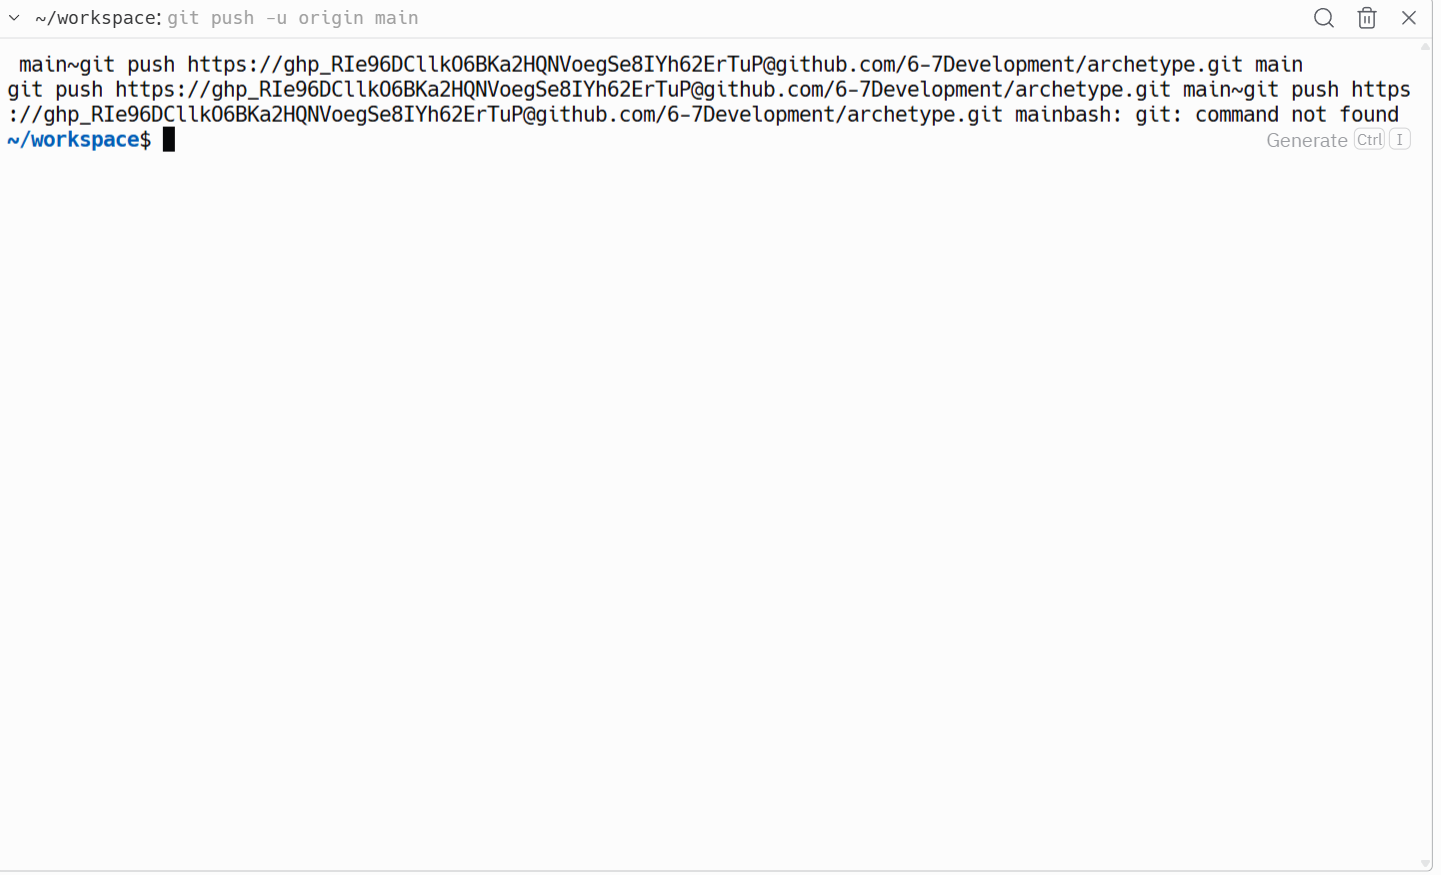 ~/workspace: git push -u origin main
main~git push https://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@github.com/6-7Development/archetype.git main
git push https://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@github.com/6-7Development/archetype.git main~git push https
://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@github.com/6-7Development/archetype.git mainbash: git: command not found
~/workspace$ Generate Ctrl I